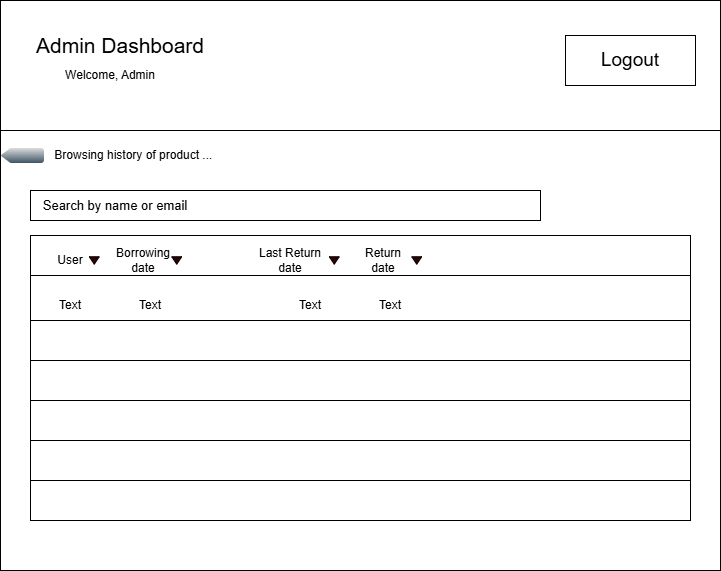 Admin Dashboard
Logout
Welcome, Admin
Browsing history of product ...
Search by name or email
User
Borrowing
date
Last Return
date
Return
date
Text
Text
Text
Text